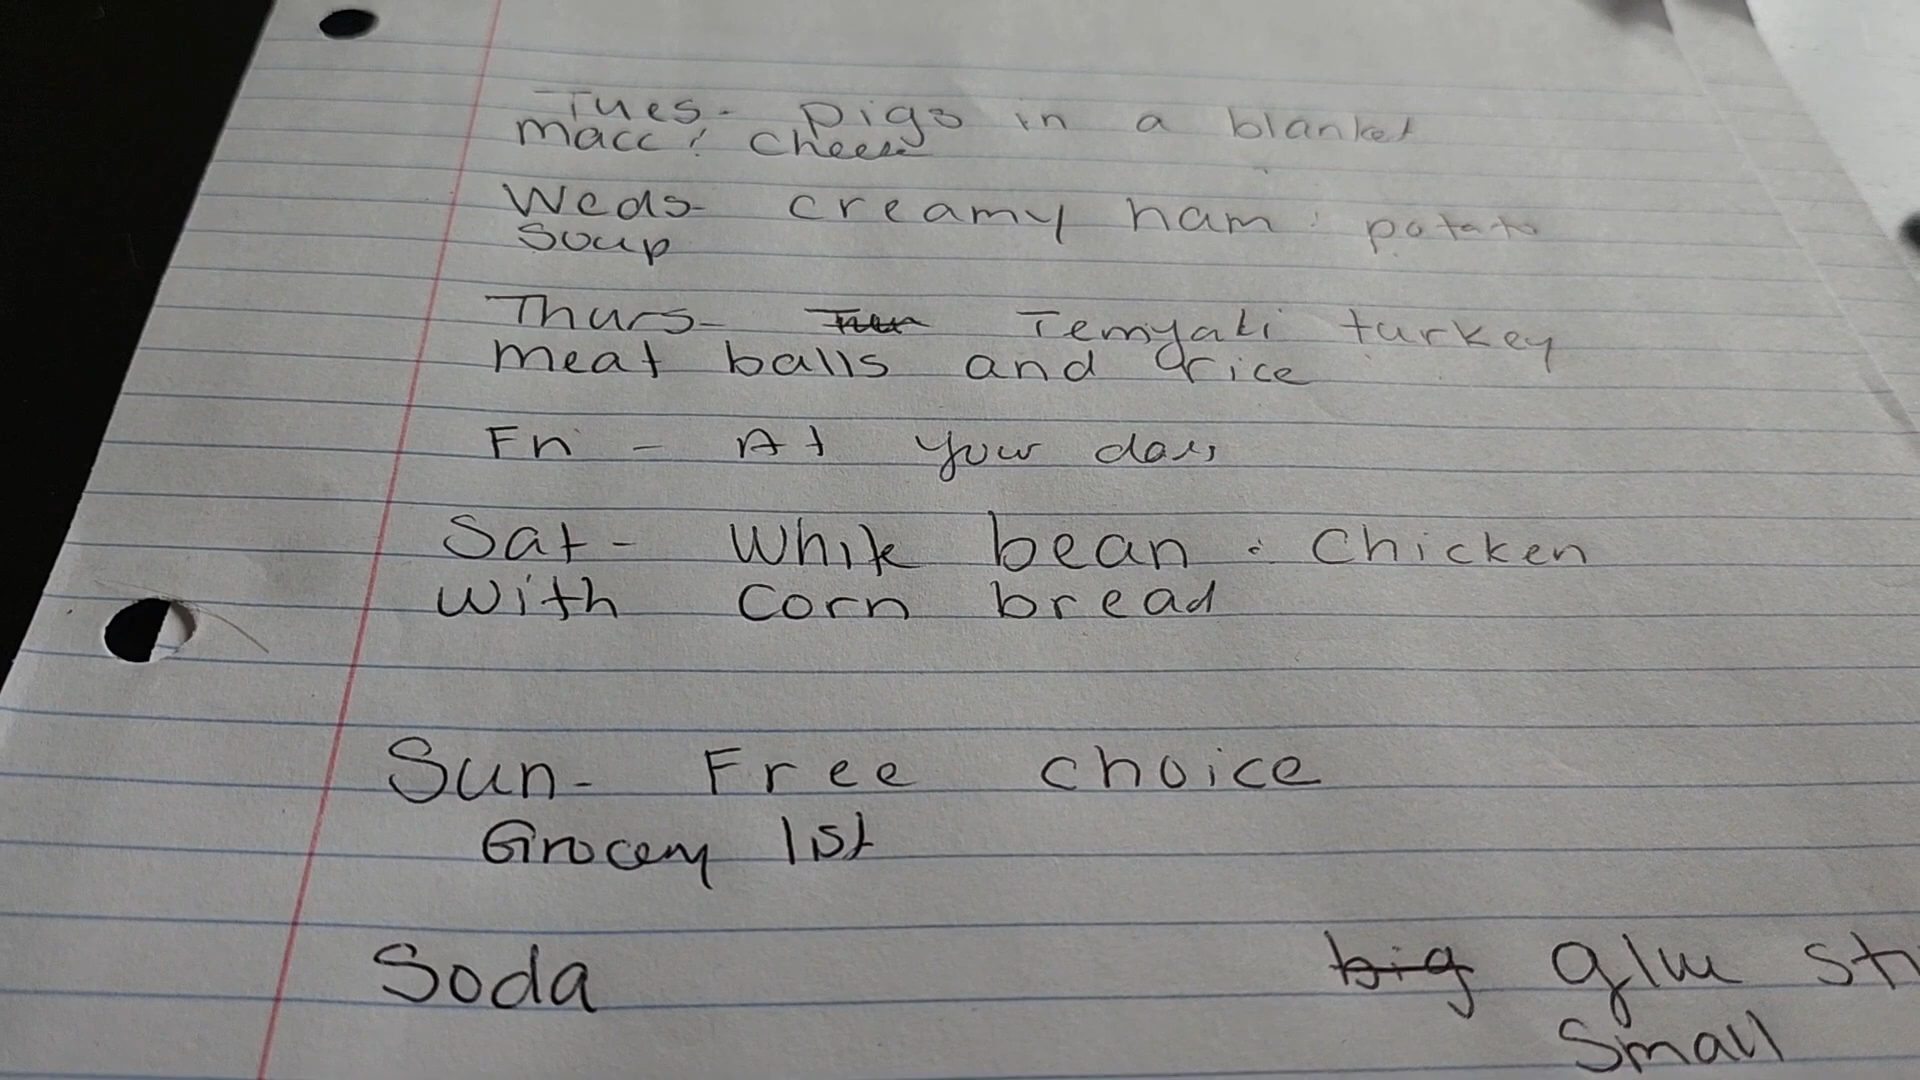 Tues- Pigs in a blanket
macc & cheese
Weds- creamy ham & potato
Soup
Thurs- Teriyaki turkey
meat balls and rice
Fri - At your dads
Sat- White bean & Chicken
with corn bread
Sun- Free choice
Grocery list
Soda big glue sti
Small